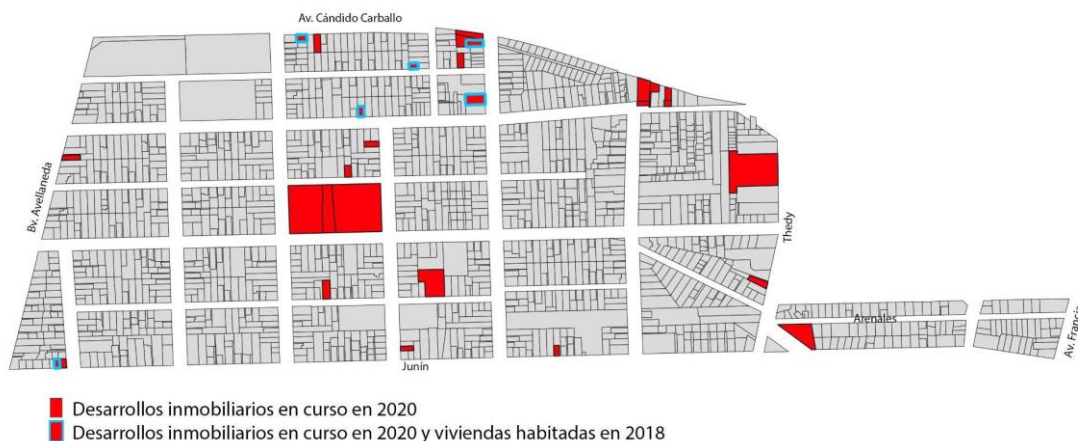 Av. Cándido Carballo
Bv. Avellaneda
Thedy
Arenales
Av. Francia
Junín
Desarrollos inmobiliarios en curso en 2020
Desarrollos inmobiliarios en curso en 2020 y viviendas habitadas en 2018